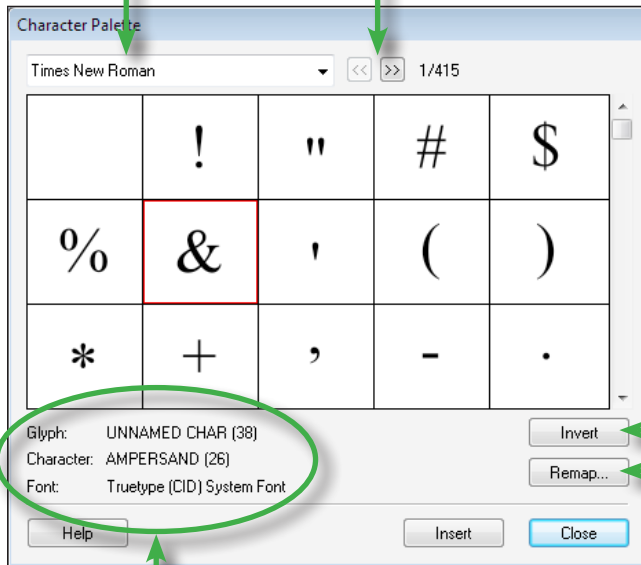 Character Palette
Times New Roman << >> 1/415
! " # $
% & ' ( )
* + , - .
Glyph: UNNAMED CHAR (38)
Character: AMPERSAND (26)
Font: Truetype (CID) System Font
Invert
Remap...
Help Insert Close